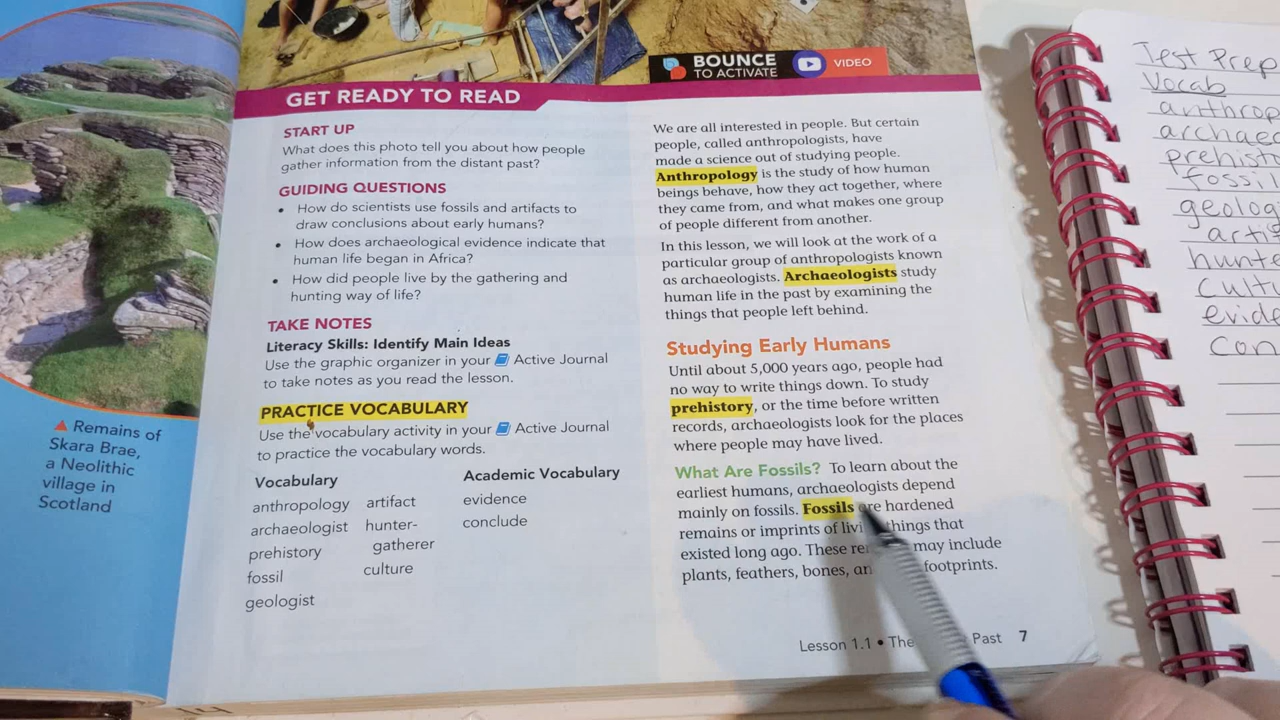 BOUNCE
TO ACTIVATE
VIDEO
GET READY TO READ
START UP
What does this photo tell you about how people
gather information from the distant past?
GUIDING QUESTIONS
• How do scientists use fossils and artifacts to
draw conclusions about early humans?
• How does archaeological evidence indicate that
human life began in Africa?
• How did people live by the gathering and
hunting way of life?
TAKE NOTES
Literacy Skills: Identify Main Ideas
Use the graphic organizer in your Active Journal
to take notes as you read the lesson.
PRACTICE VOCABULARY
Use the vocabulary activity in your Active Journal
to practice the vocabulary words.
Vocabulary
anthropology
archaeologist
prehistory
fossil
geologist
artifact
hunter-
gatherer
culture
Academic Vocabulary
evidence
conclude
We are all interested in people. But certain
people, called anthropologists, have
made a science out of studying people.
Anthropology is the study of how human
beings behave, how they act together, where
they came from, and what makes one group
of people different from another.
In this lesson, we will look at the work of a
particular group of anthropologists known
as archaeologists. Archaeologists study
human life in the past by examining the
things that people left behind.
Studying Early Humans
Until about 5,000 years ago, people had
no way to write things down. To study
prehistory, or the time before written
records, archaeologists look for the places
where people may have lived.
What Are Fossils? To learn about the
earliest humans, archaeologists depend
mainly on fossils. Fossils are hardened
remains or imprints of things that
existed long ago. These may include
plants, feathers, bones, footprints.
Lesson 1.1 • Past 7
▲ Remains of
Skara Brae,
a Neolithic
village in
Scotland
Test Prep
Vocab
anthrop
archaeo
prehist
fossil
geolog
arti
hunte
Cultu
evide
con